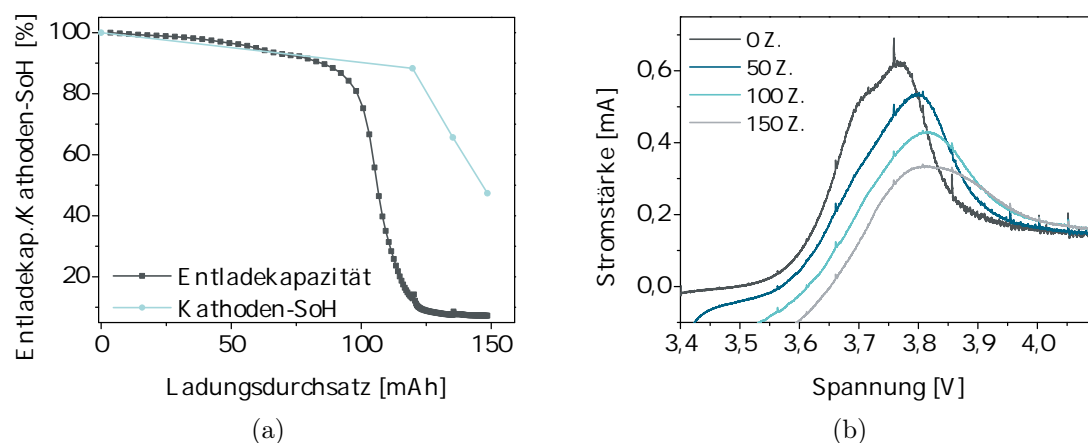 Entladekap./Kathoden-SoH [%]
100
80
60
40
20
Entladekapazität
Kathoden-SoH
0
50
100
150
Ladungsdurchsatz [mAh]
(a)
Stromstärke [mA]
0,6
0,4
0,2
0,0
0 Z.
50 Z.
100 Z.
150 Z.
3,4
3,5
3,6
3,7
3,8
3,9
4,0
Spannung [V]
(b)